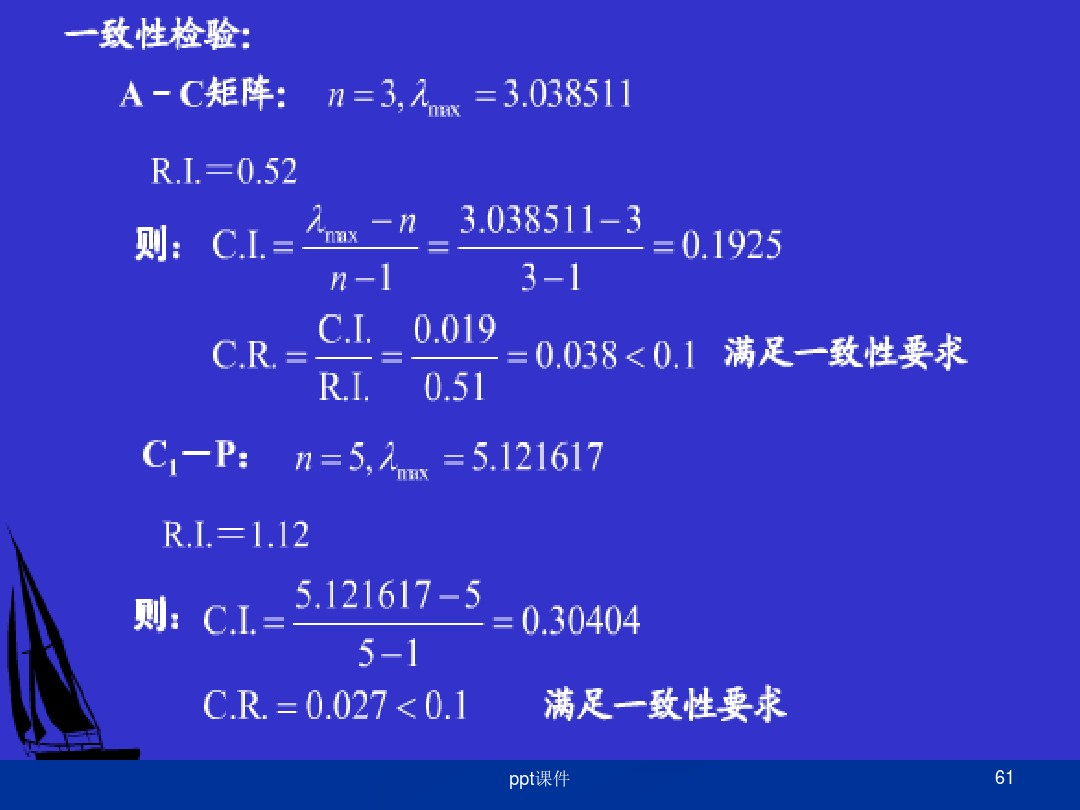 一致性检验:
A－C矩阵: n = 3, λmax = 3.038511
R.I.＝0.52
则: C.I. = (λmax − n)/(n − 1) = (3.038511 − 3)/(3 − 1) = 0.1925
C.R. = C.I./R.I. = 0.019/0.51 = 0.038 < 0.1 满足一致性要求
C₁－P: n = 5, λmax = 5.121617
R.I.＝1.12
则: C.I. = (5.121617 − 5)/(5 − 1) = 0.30404
C.R. = 0.027 < 0.1 满足一致性要求
ppt课件 61